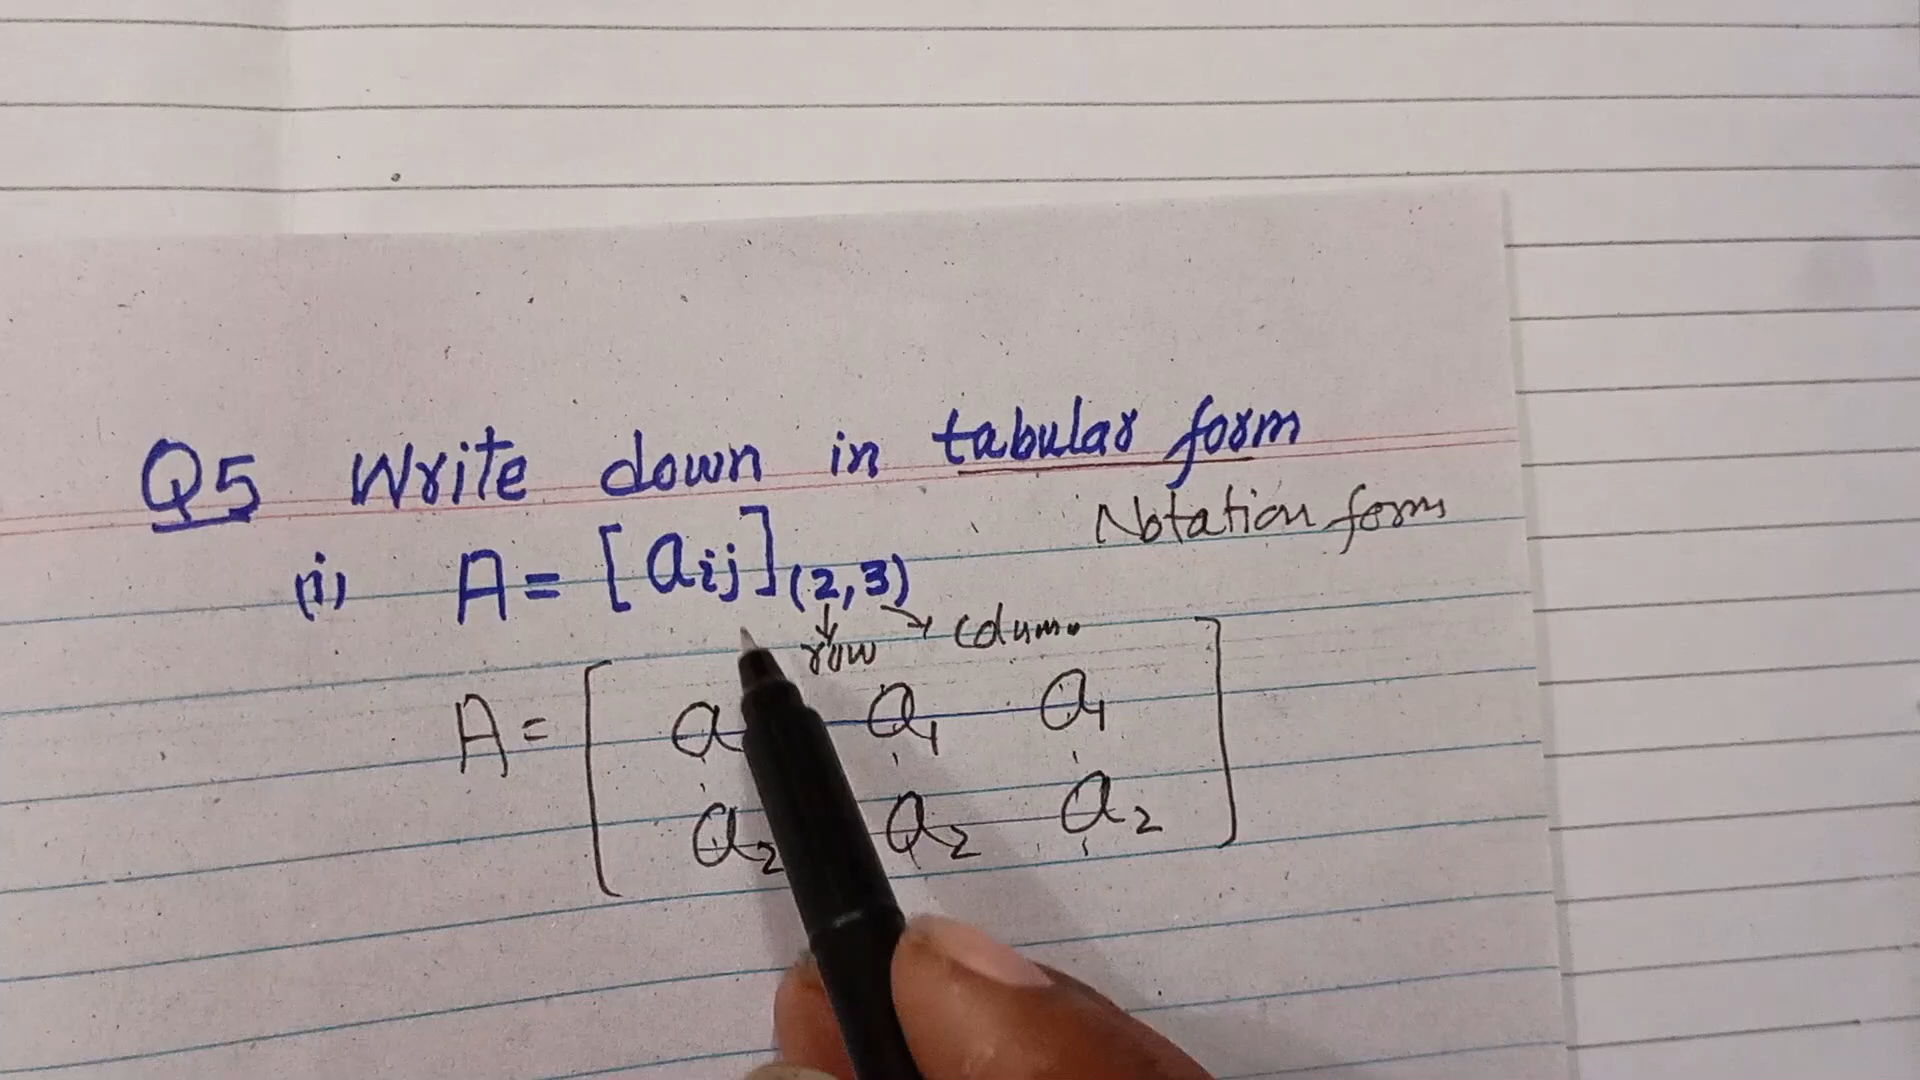 Q5 Write down in tabular form
Notation form
(i) A = [aij](2,3)
row column
A = [ a a1 a1
a2 a2 a2 ]